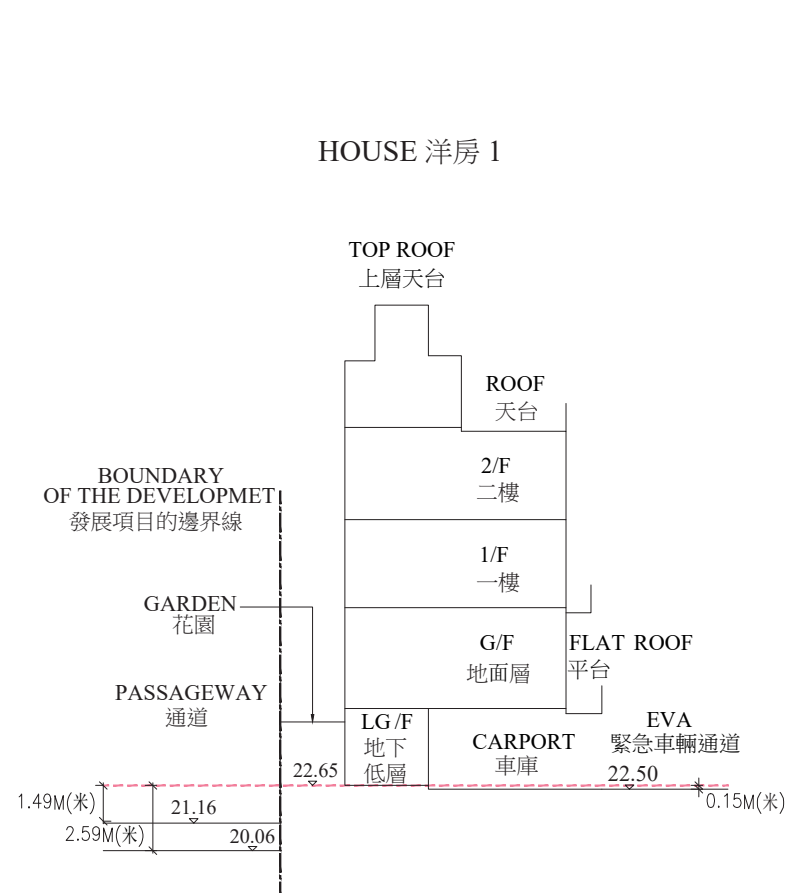 HOUSE 洋房 1
TOP ROOF
上層天台
ROOF
天台
2/F
二樓
BOUNDARY
OF THE DEVELOPMET
發展項目的邊界線
1/F
一樓
GARDEN
花園
G/F
地面層
FLAT ROOF
平台
PASSAGEWAY
通道
LG/F
地下
低層
CARPORT
車庫
EVA
緊急車輛通道
22.65
22.50
1.49M(米)
21.16
0.15M(米)
2.59M(米)
20.06